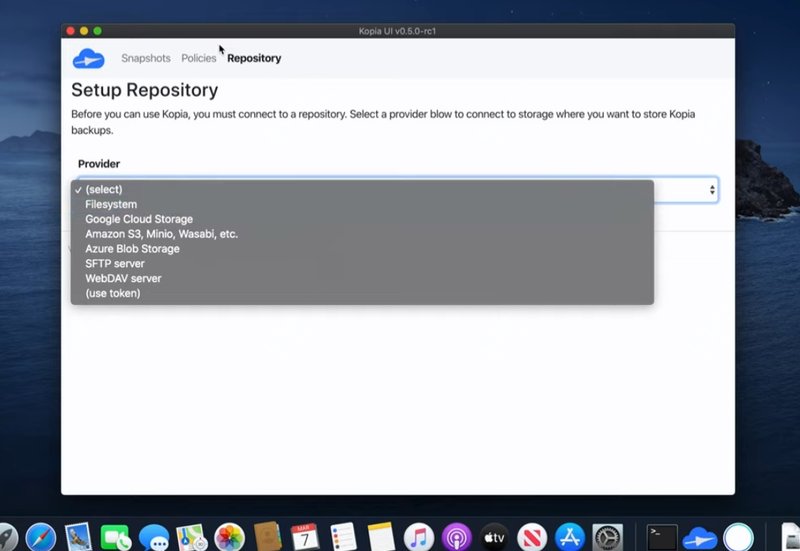 Kopia UI v0.5.0-rc1
Snapshots Policies Repository
Setup Repository
Before you can use Kopia, you must connect to a repository. Select a provider blow to connect to storage where you want to store Kopia
backups.
Provider
✓ (select)
Filesystem
Google Cloud Storage
Amazon S3, Minio, Wasabi, etc.
Azure Blob Storage
SFTP server
WebDAV server
(use token)
MAR
7
tv
>_